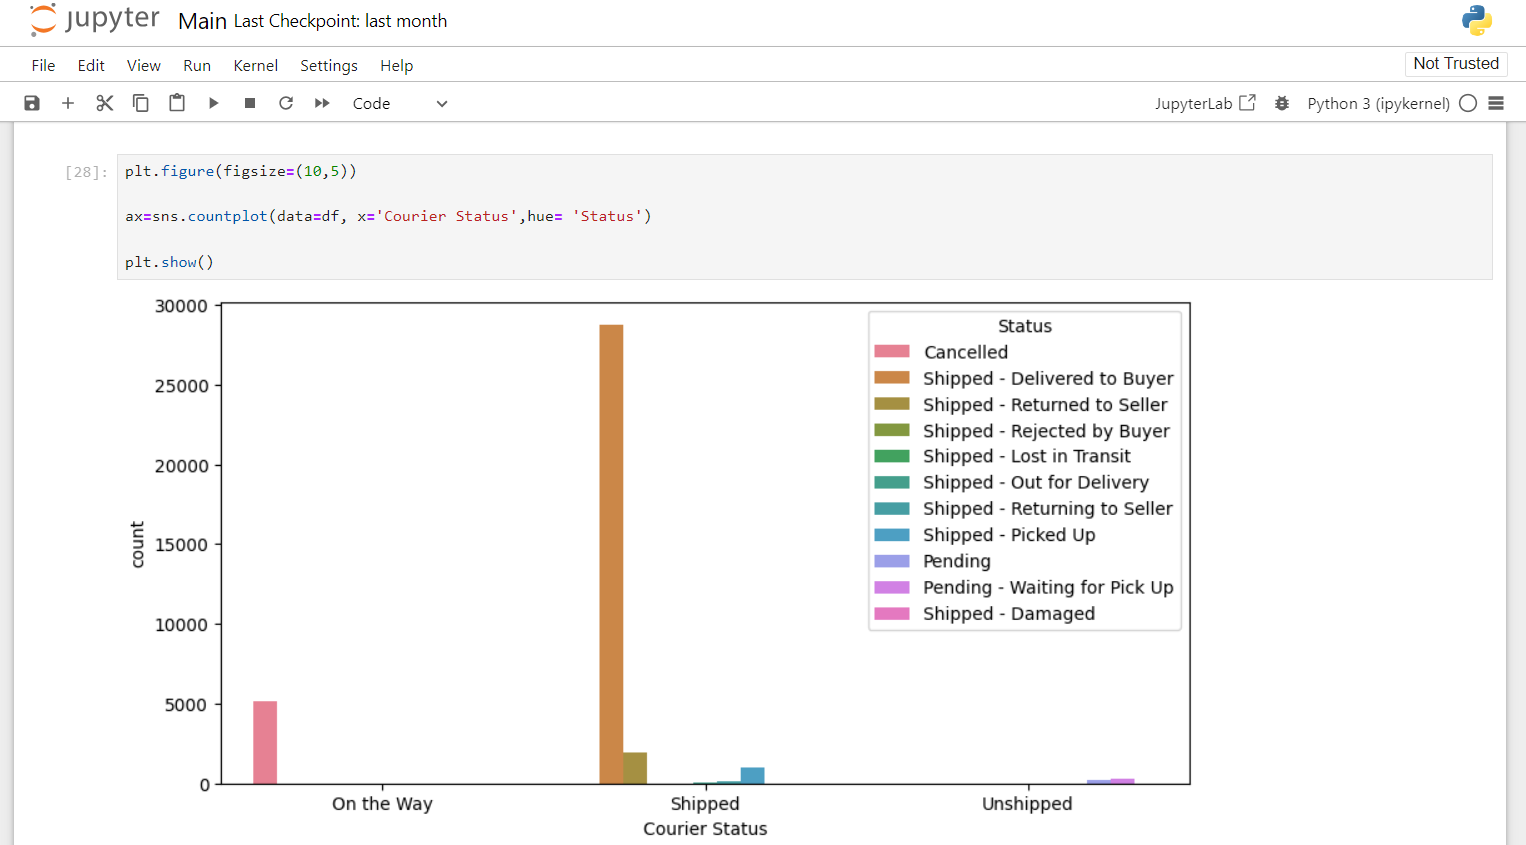 jupyter Main Last Checkpoint: last month
File Edit View Run Kernel Settings Help
Not Trusted
Code
JupyterLab
Python 3 (ipykernel)
[28]:
plt.figure(figsize=(10,5))
ax=sns.countplot(data=df, x='Courier Status',hue= 'Status')
plt.show()
30000
25000
20000
15000
10000
5000
0
count
Status
Cancelled
Shipped - Delivered to Buyer
Shipped - Returned to Seller
Shipped - Rejected by Buyer
Shipped - Lost in Transit
Shipped - Out for Delivery
Shipped - Returning to Seller
Shipped - Picked Up
Pending
Pending - Waiting for Pick Up
Shipped - Damaged
On the Way
Shipped
Unshipped
Courier Status